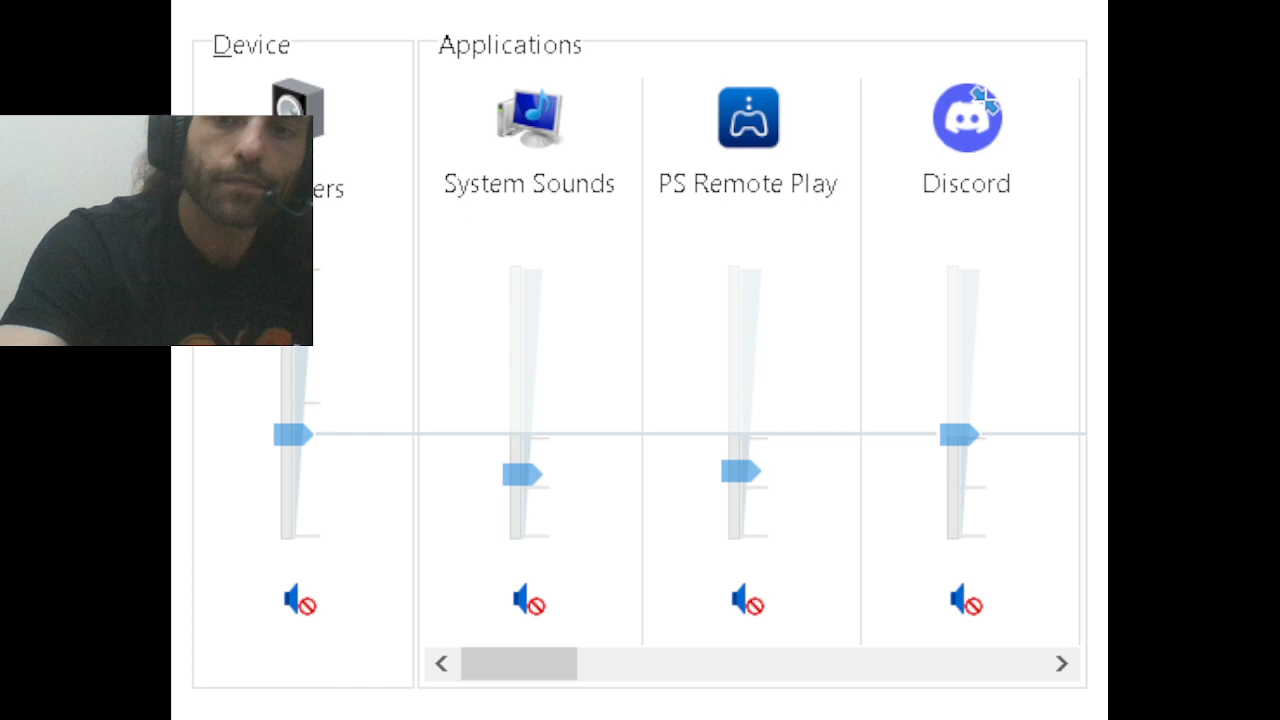 Device
Applications
ers
System Sounds
PS Remote Play
Discord